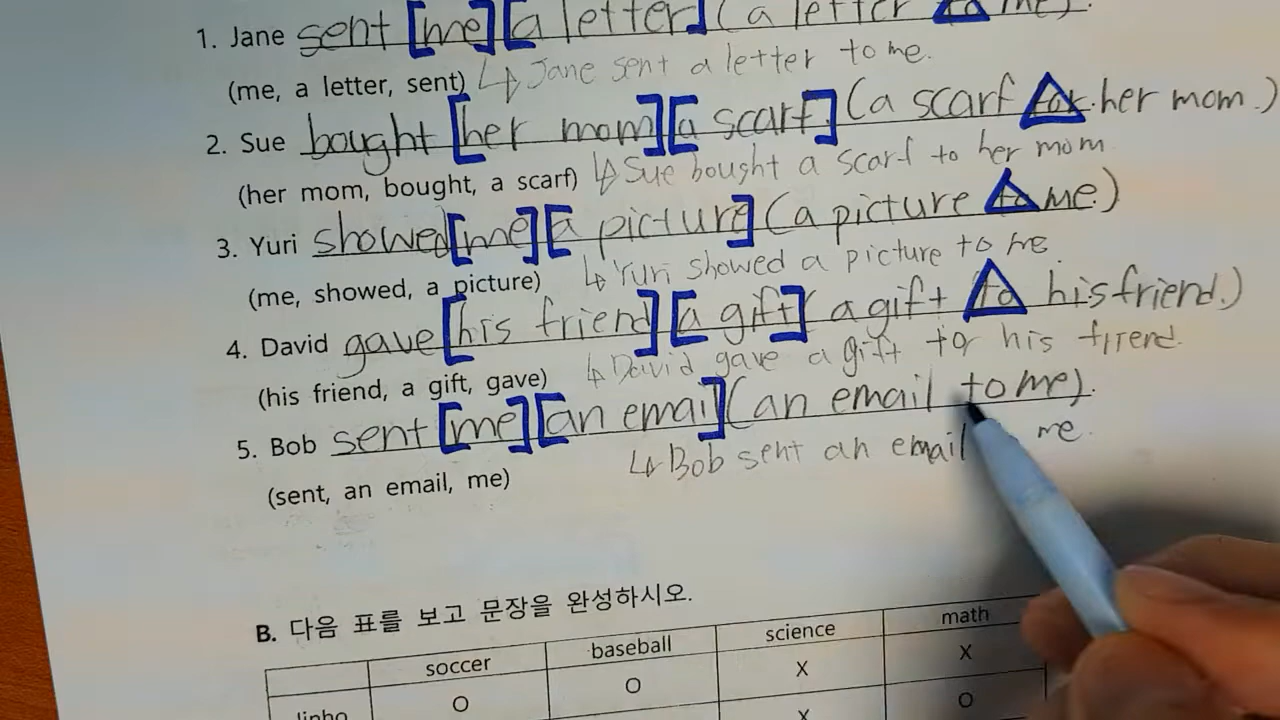 1. Jane sent [me] [a letter] (a letter to me).
(me, a letter, sent) ↳ Jane sent a letter to me.
2. Sue bought [her mom] [a scarf] (a scarf for her mom.)
(her mom, bought, a scarf) ↳ Sue bought a scarf to her mom
3. Yuri showed [me] [a picture] (a picture to me.)
(me, showed, a picture) ↳ Yuri showed a picture to me.
4. David gave [his friend] [a gift] (a gift to his friend.)
(his friend, a gift, gave) ↳ David gave a gift for his friend.
5. Bob sent [me] [an email] (an email to me).
(sent, an email, me) ↳ Bob sent an email me.
B. 다음 표를 보고 문장을 완성하시오.
soccer baseball science math
O O X X
X O